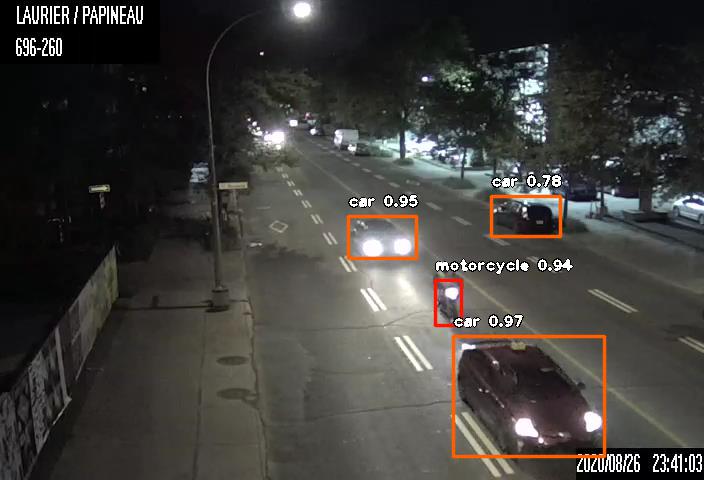 LAURIER / PAPINEAU
696-260
car 0.78
car 0.95
motorcycle 0.94
car 0.97
2020/08/26 23:41:03